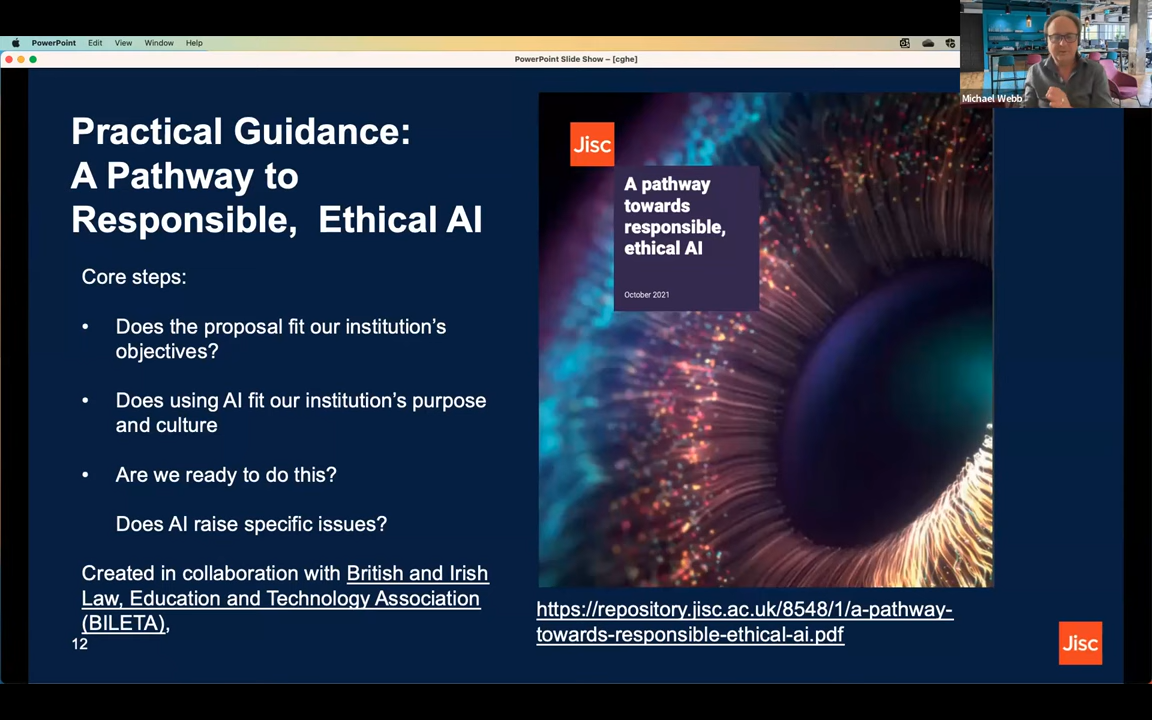 PowerPoint Edit View Window Help
PowerPoint Slide Show – [cghe]
Michael Webb
Practical Guidance:
A Pathway to
Responsible, Ethical AI
Core steps:
• Does the proposal fit our institution's
objectives?
• Does using AI fit our institution's purpose
and culture
• Are we ready to do this?
Does AI raise specific issues?
Created in collaboration with British and Irish
Law, Education and Technology Association
(BILETA),
12
Jisc
A pathway
towards
responsible,
ethical AI
October 2021
https://repository.jisc.ac.uk/8548/1/a-pathway-
towards-responsible-ethical-ai.pdf
Jisc